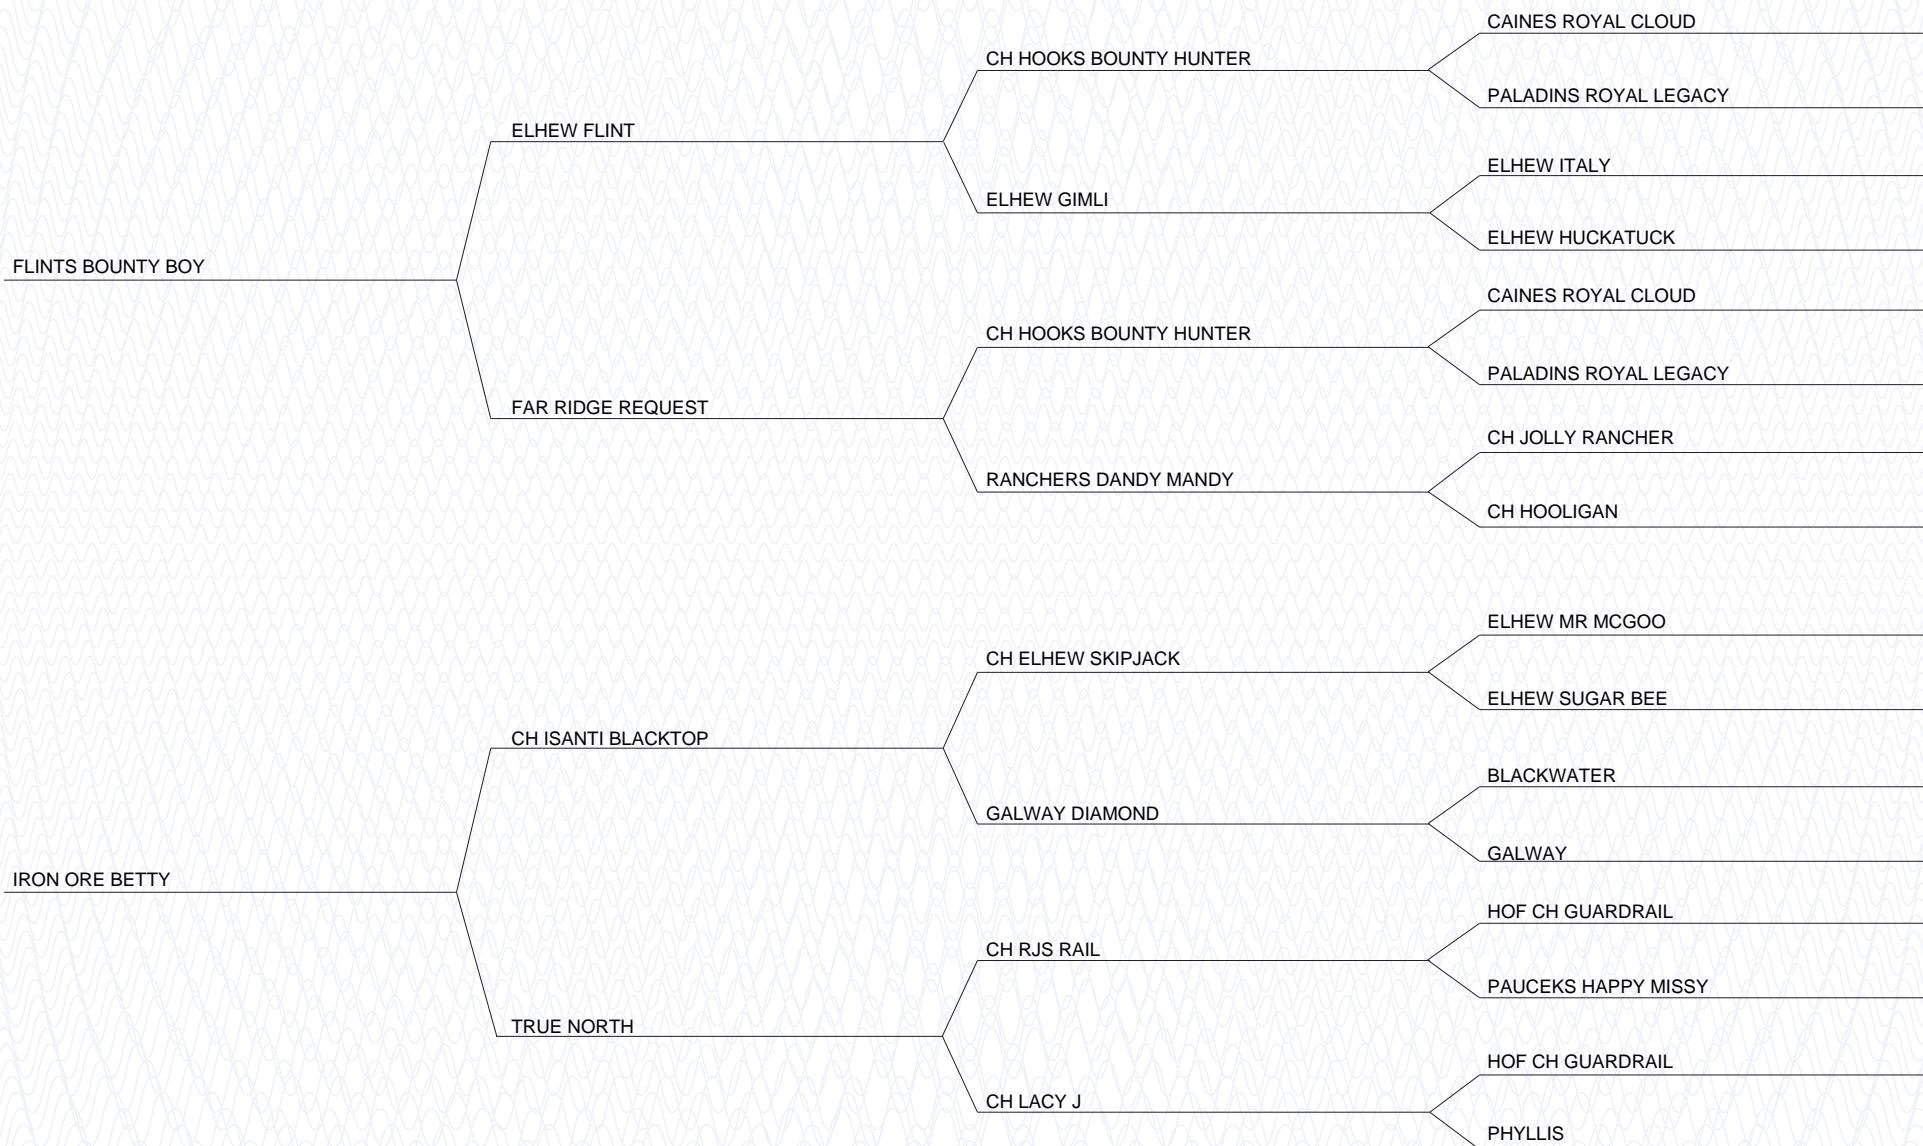 CAINES ROYAL CLOUD
CH HOOKS BOUNTY HUNTER
PALADINS ROYAL LEGACY
ELHEW FLINT
ELHEW ITALY
ELHEW GIMLI
ELHEW HUCKATUCK
FLINTS BOUNTY BOY
CAINES ROYAL CLOUD
CH HOOKS BOUNTY HUNTER
PALADINS ROYAL LEGACY
FAR RIDGE REQUEST
CH JOLLY RANCHER
RANCHERS DANDY MANDY
CH HOOLIGAN
ELHEW MR MCGOO
CH ELHEW SKIPJACK
ELHEW SUGAR BEE
CH ISANTI BLACKTOP
BLACKWATER
GALWAY DIAMOND
GALWAY
IRON ORE BETTY
HOF CH GUARDRAIL
CH RJS RAIL
PAUCEKS HAPPY MISSY
TRUE NORTH
HOF CH GUARDRAIL
CH LACY J
PHYLLIS